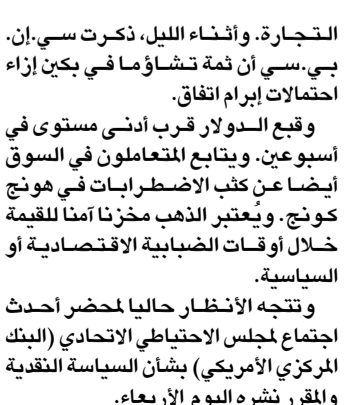 التجارة. وأثناء الليل، ذكرت سي.إن.
بي.سي أن ثمة تشاؤما في بكين إزاء
احتمالات إبرام اتفاق.
وقبع الدولار قرب أدنى مستوى في
أسبوعين. ويتابع المتعاملون في السوق
أيضا عن كثب الاضطرابات في هونج
كونج. ويُعتبر الذهب مخزنا آمنا للقيمة
خلال أوقات الضبابية الاقتصادية أو
السياسية.
وتتجه الأنظار حاليا لمحضر أحدث
اجتماع لمجلس الاحتياطي الاتحادي (البنك
المركزي الأمريكي) بشأن السياسة النقدية
والمقرر نشره اليوم الأربعاء.